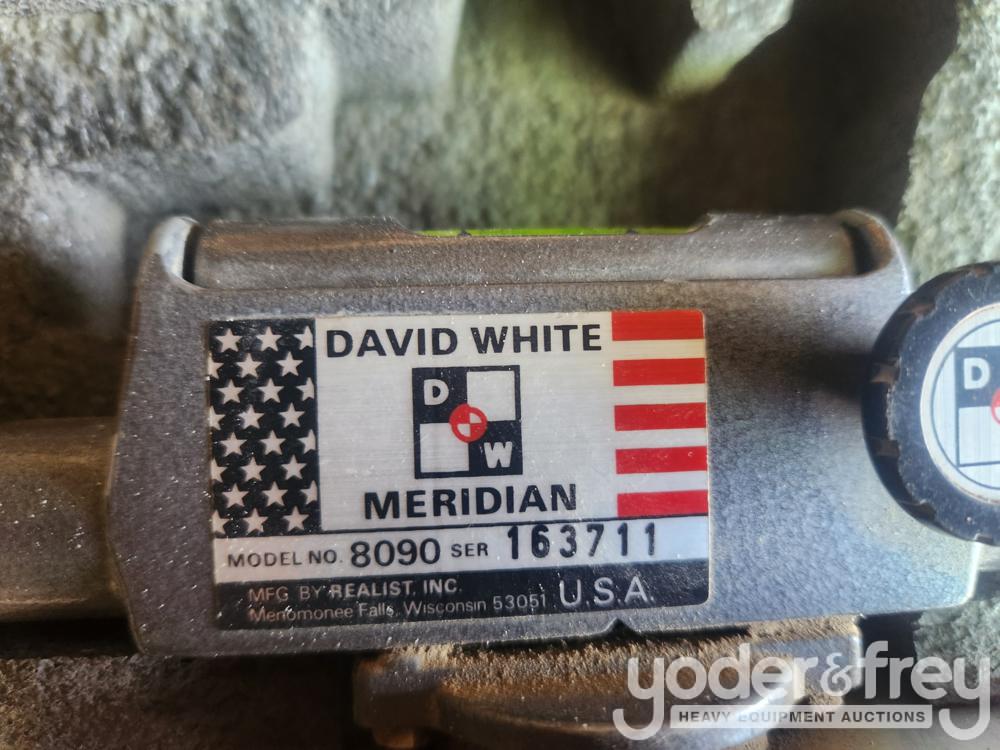 DAVID WHITE
D
W
MERIDIAN
MODEL NO. 8090 SER 163711
MFG BY REALIST, INC.
Menomonee Falls, Wisconsin 53051 U.S.A.
D
yoder&frey
HEAVY EQUIPMENT AUCTIONS